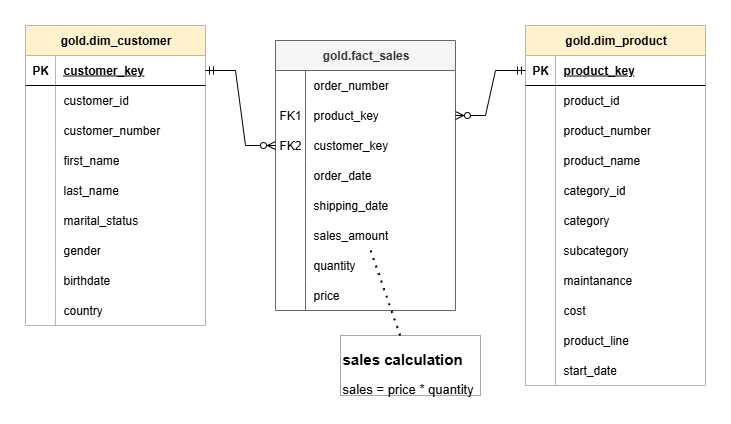 gold.dim_customer
PK customer_key
customer_id
customer_number
first_name
last_name
marital_status
gender
birthdate
country
gold.fact_sales
order_number
FK1 product_key
FK2 customer_key
order_date
shipping_date
sales_amount
quantity
price
sales calculation
sales = price * quantity
gold.dim_product
PK product_key
product_id
product_number
product_name
category_id
category
subcategory
maintanance
cost
product_line
start_date